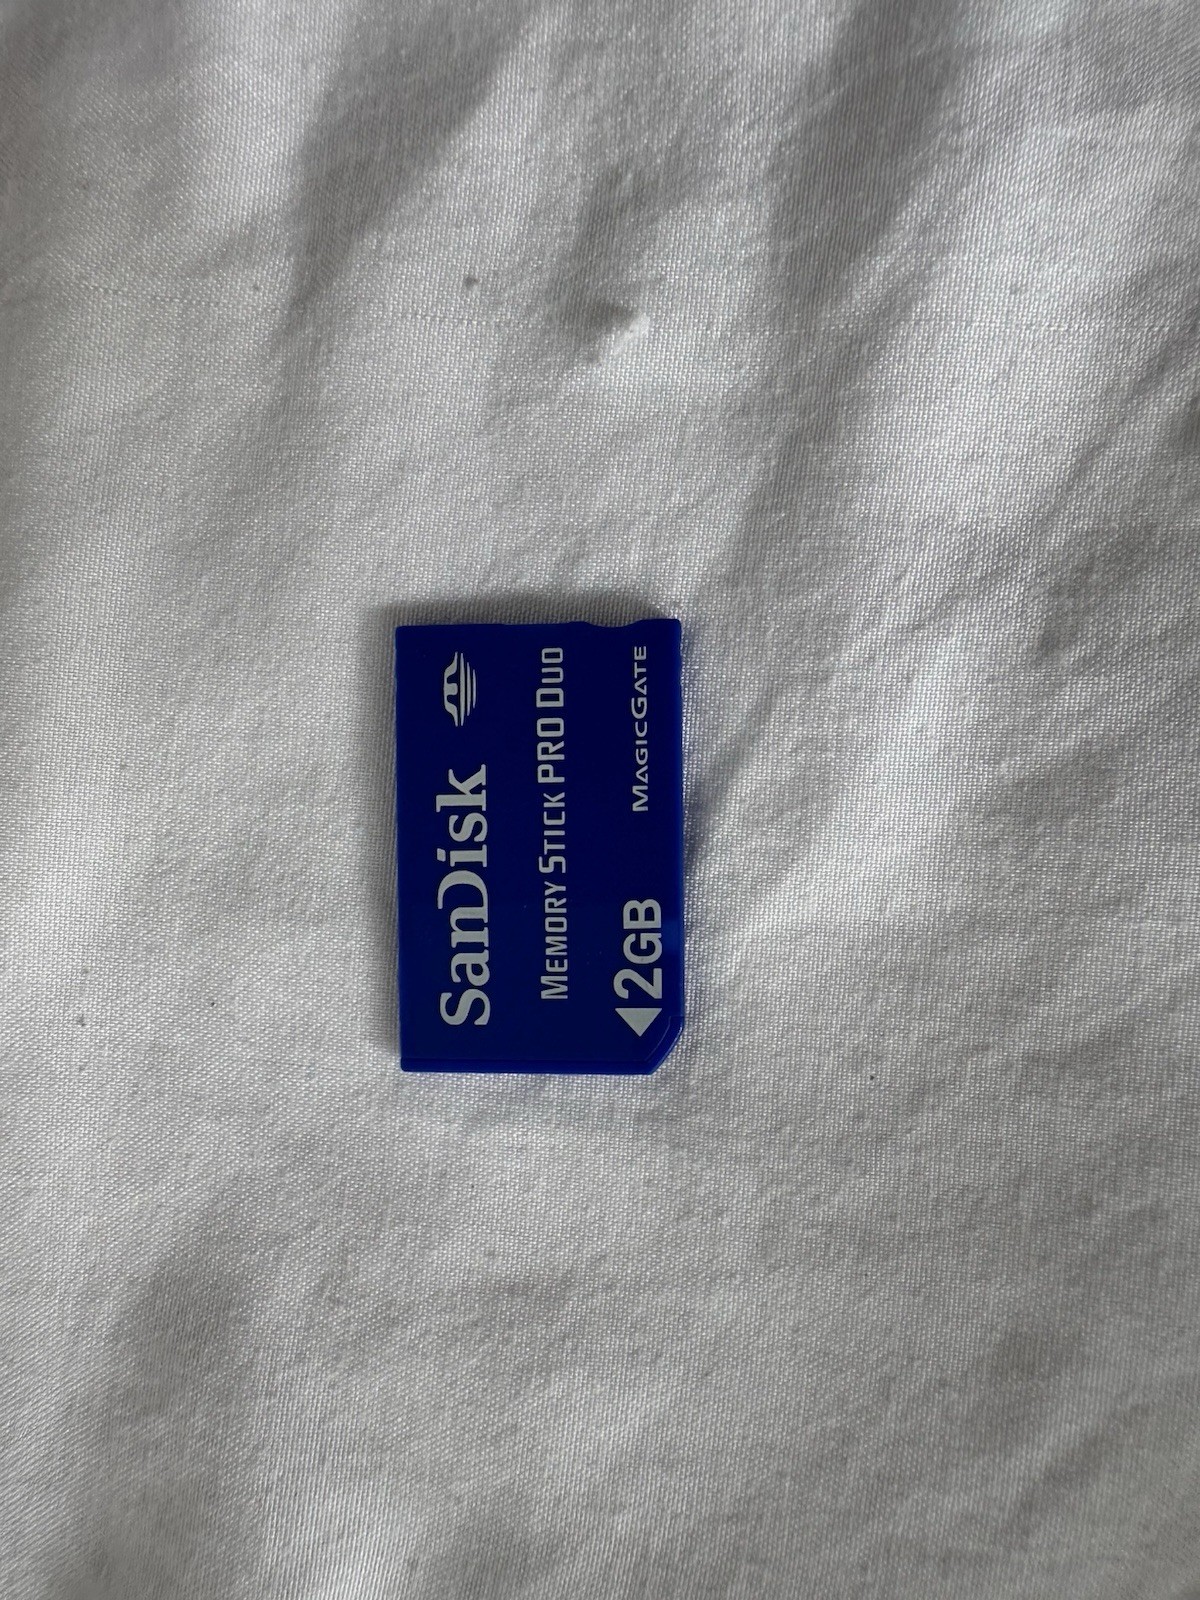 SanDisk
MEMORY STICK PRO DUO
2GB MAGICGATE